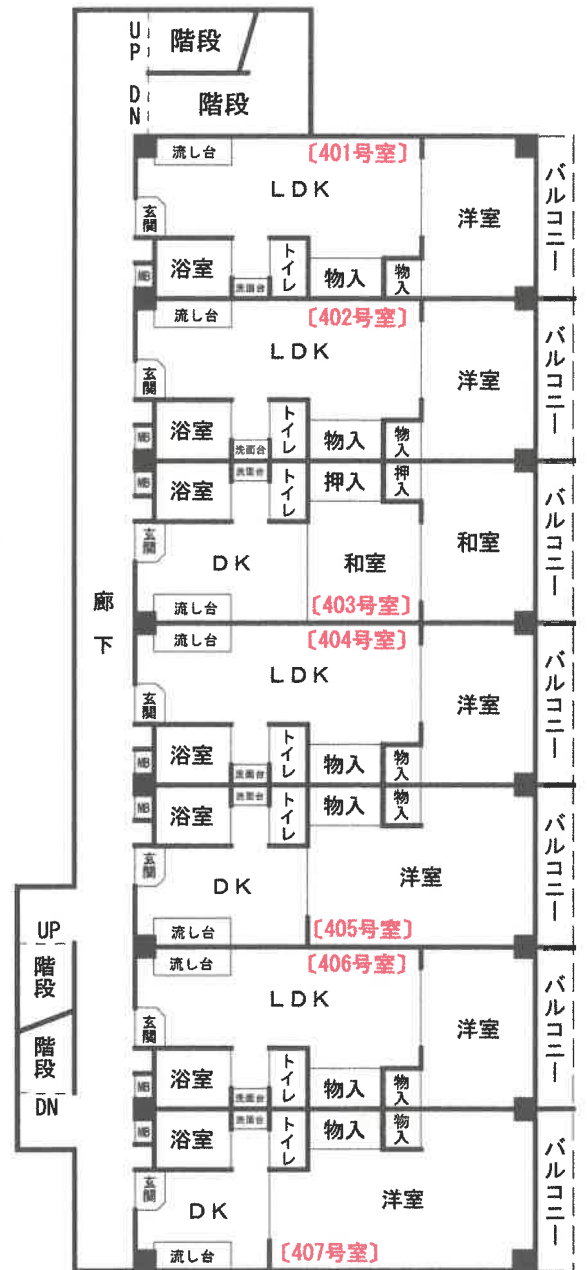 UP
階段
DN
階段
流し台
〔401号室〕
LDK
洋室
バルコニー
玄関
浴室
トイレ
物入
物入
MB
洗面台
流し台
〔402号室〕
LDK
洋室
バルコニー
玄関
浴室
トイレ
物入
物入
MB
洗面台
MB
浴室
洗面台
トイレ
押入
押入
玄関
DK
和室
和室
バルコニー
流し台
〔403号室〕
廊下
流し台
〔404号室〕
LDK
洋室
バルコニー
玄関
浴室
トイレ
物入
物入
MB
洗面台
MB
浴室
洗面台
トイレ
物入
物入
玄関
DK
洋室
バルコニー
流し台
〔405号室〕
UP
階段
階段
DN
流し台
〔406号室〕
LDK
洋室
バルコニー
玄関
浴室
トイレ
物入
物入
MB
洗面台
MB
浴室
洗面台
トイレ
物入
物入
玄関
DK
洋室
バルコニー
流し台
〔407号室〕